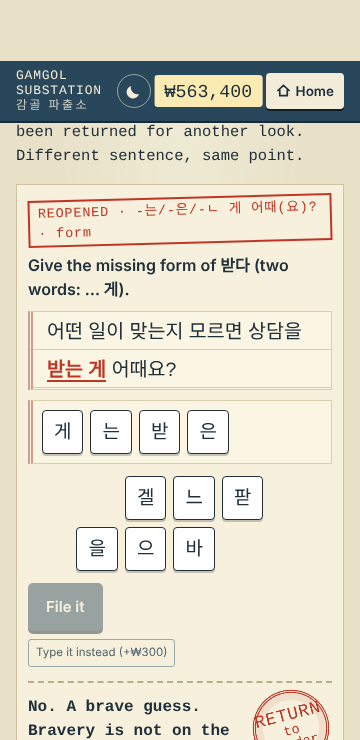 GAMGOL
SUBSTATION
감골 파출소
₩563,400
Home
been returned for another look.
Different sentence, same point.
REOPENED · -는/-은/-ㄴ 게 어때(요)?
· form
Give the missing form of 받다 (two
words: … 게).
어떤 일이 맞는지 모르면 상담을
받는 게 어때요?
게 는 받 은
겔 느 팓
을 으 바
File it
Type it instead (+₩300)
No. A brave guess.
Bravery is not on the
RETURN
to